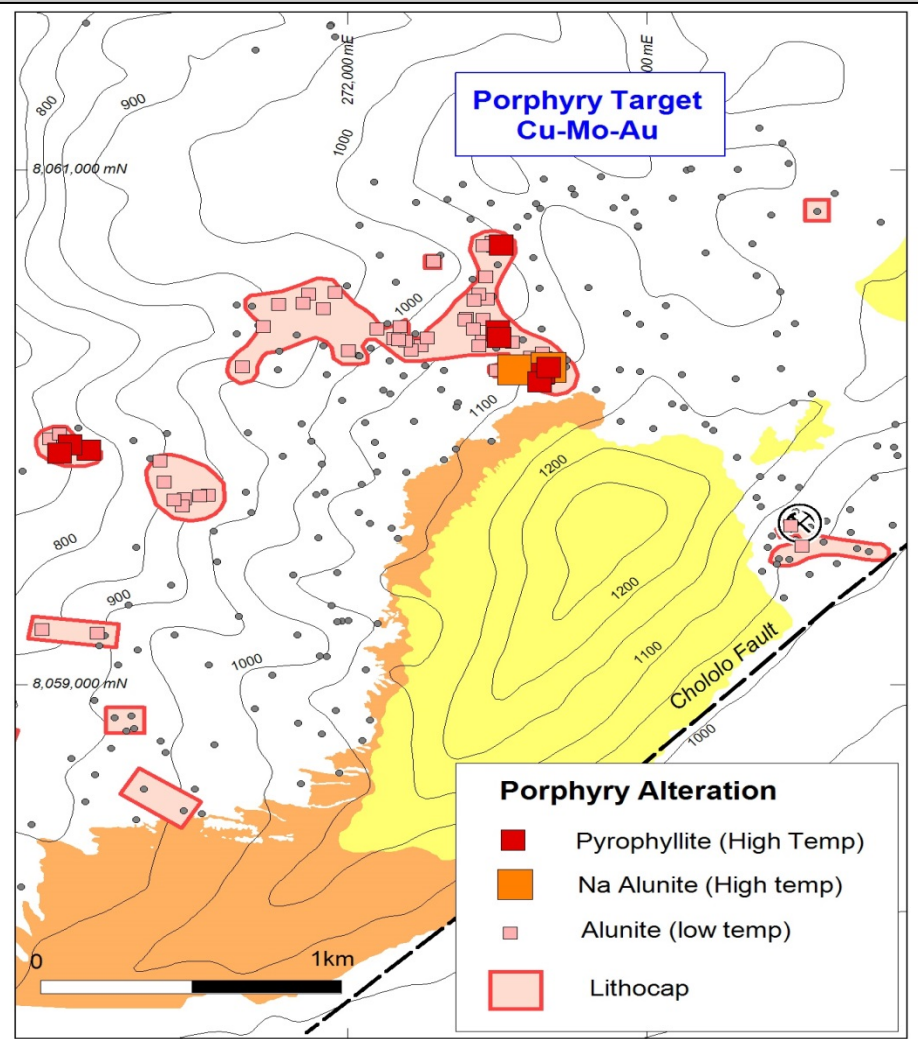 800
900
272,000 mE
mE
Porphyry Target
Cu-Mo-Au
1000
8,061,000 mN
1000
1100
1200
800
900
1200
1100
1000
Chololo Fault
8,059,000 mN
1000
Porphyry Alteration
Pyrophyllite (High Temp)
Na Alunite (High temp)
Alunite (low temp)
Lithocap
0
1km